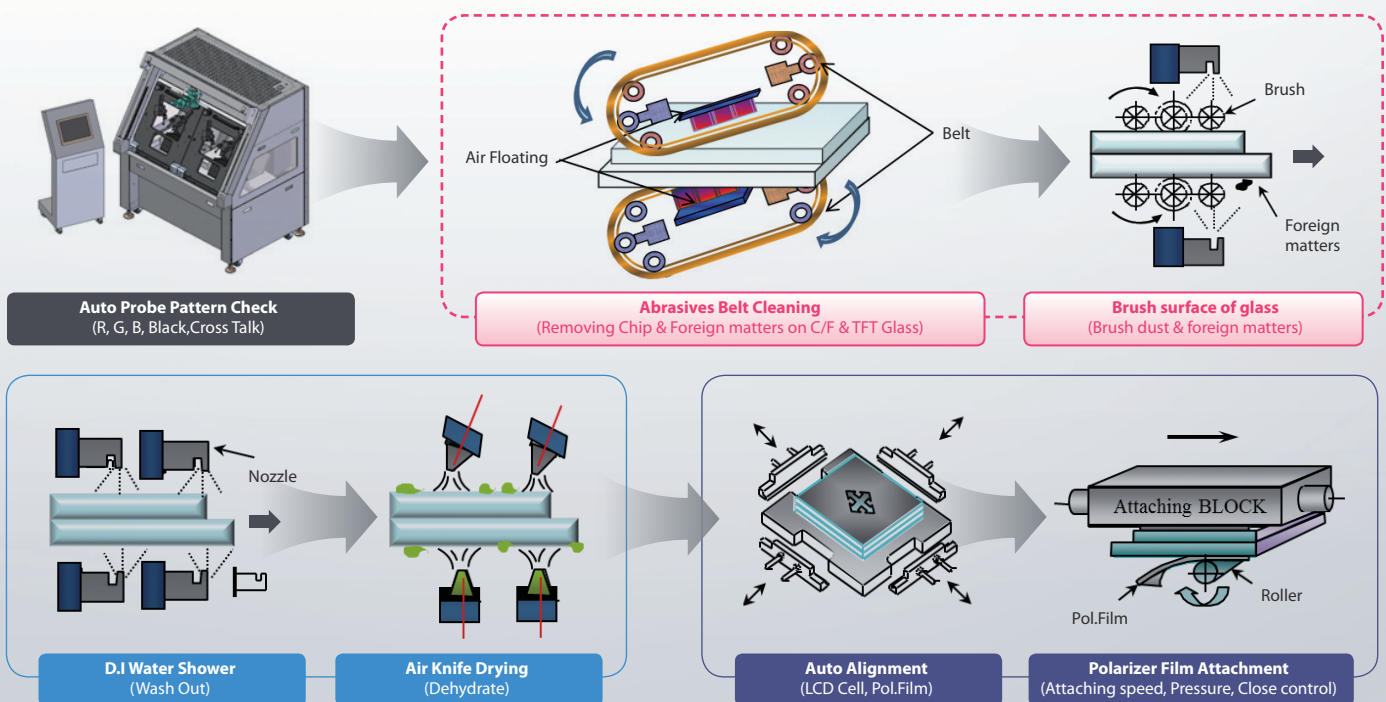 Air Floating
Belt
Brush
Foreign
matters
Auto Probe Pattern Check
(R, G, B, Black,Cross Talk)
Abrasives Belt Cleaning
(Removing Chip & Foreign matters on C/F & TFT Glass)
Brush surface of glass
(Brush dust & foreign matters)
Nozzle
Attaching BLOCK
Pol.Film
Roller
D.I Water Shower
(Wash Out)
Air Knife Drying
(Dehydrate)
Auto Alignment
(LCD Cell, Pol.Film)
Polarizer Film Attachment
(Attaching speed, Pressure, Close control)